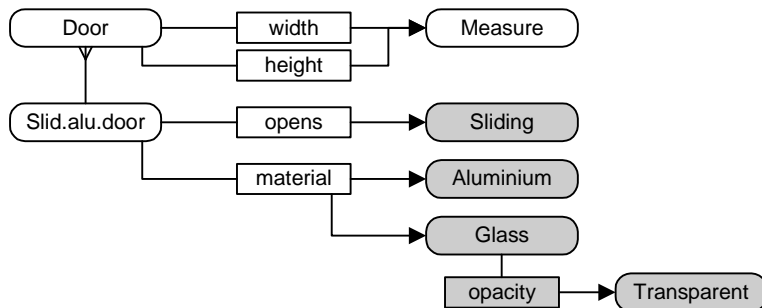 Door
width
Measure
height
Slid.alu.door
opens
Sliding
material
Aluminium
Glass
opacity
Transparent